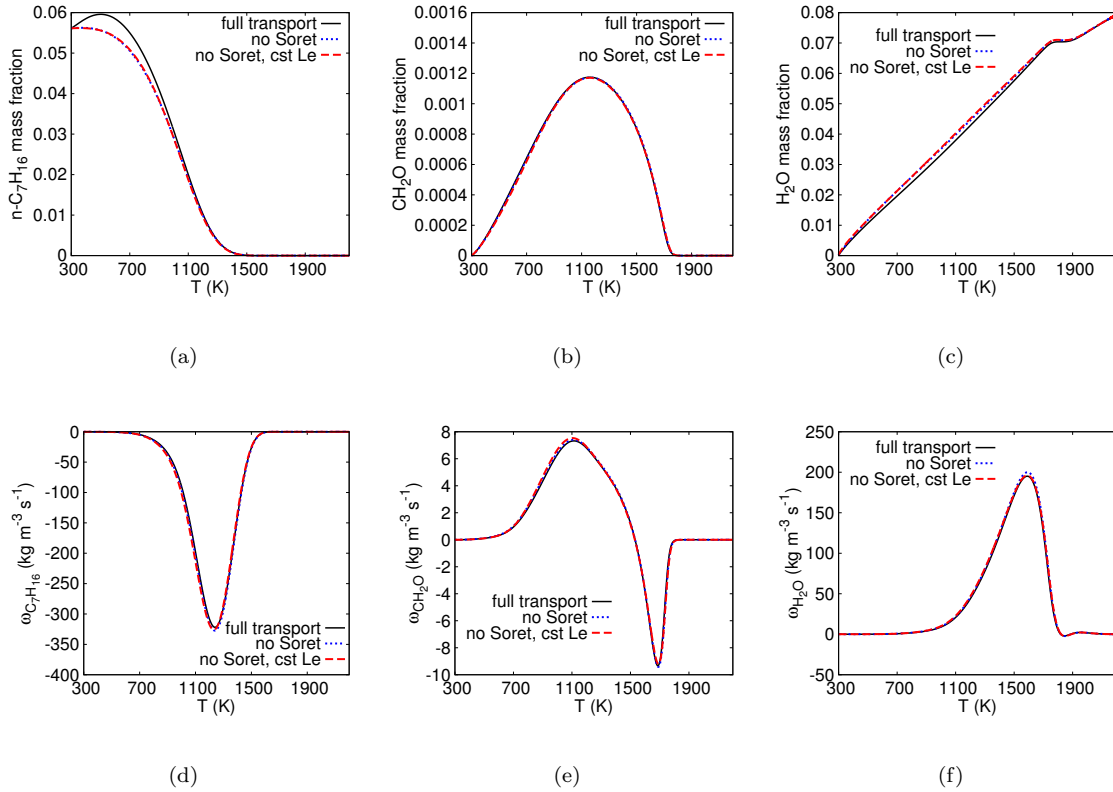 0.06
0.05
0.04
0.03
0.02
0.01
0
300 700 1100 1500 1900
T (K)
n-C7H16 mass fraction
full transport
no Soret
no Soret, cst Le
(a)
0.0016
0.0014
0.0012
0.001
0.0008
0.0006
0.0004
0.0002
0
300 700 1100 1500 1900
T (K)
CH2O mass fraction
full transport
no Soret
no Soret, cst Le
(b)
0.08
0.07
0.06
0.05
0.04
0.03
0.02
0.01
0
300 700 1100 1500 1900
T (K)
H2O mass fraction
full transport
no Soret
no Soret, cst Le
(c)
0
-50
-100
-150
-200
-250
-300
-350
-400
300 700 1100 1500 1900
T (K)
ωC7H16 (kg m-3 s-1)
full transport
no Soret
no Soret, cst Le
(d)
8
6
4
2
0
-2
-4
-6
-8
-10
300 700 1100 1500 1900
T (K)
ωCH2O (kg m-3 s-1)
full transport
no Soret
no Soret, cst Le
(e)
250
200
150
100
50
0
-50
300 700 1100 1500 1900
T (K)
ωH2O (kg m-3 s-1)
full transport
no Soret
no Soret, cst Le
(f)